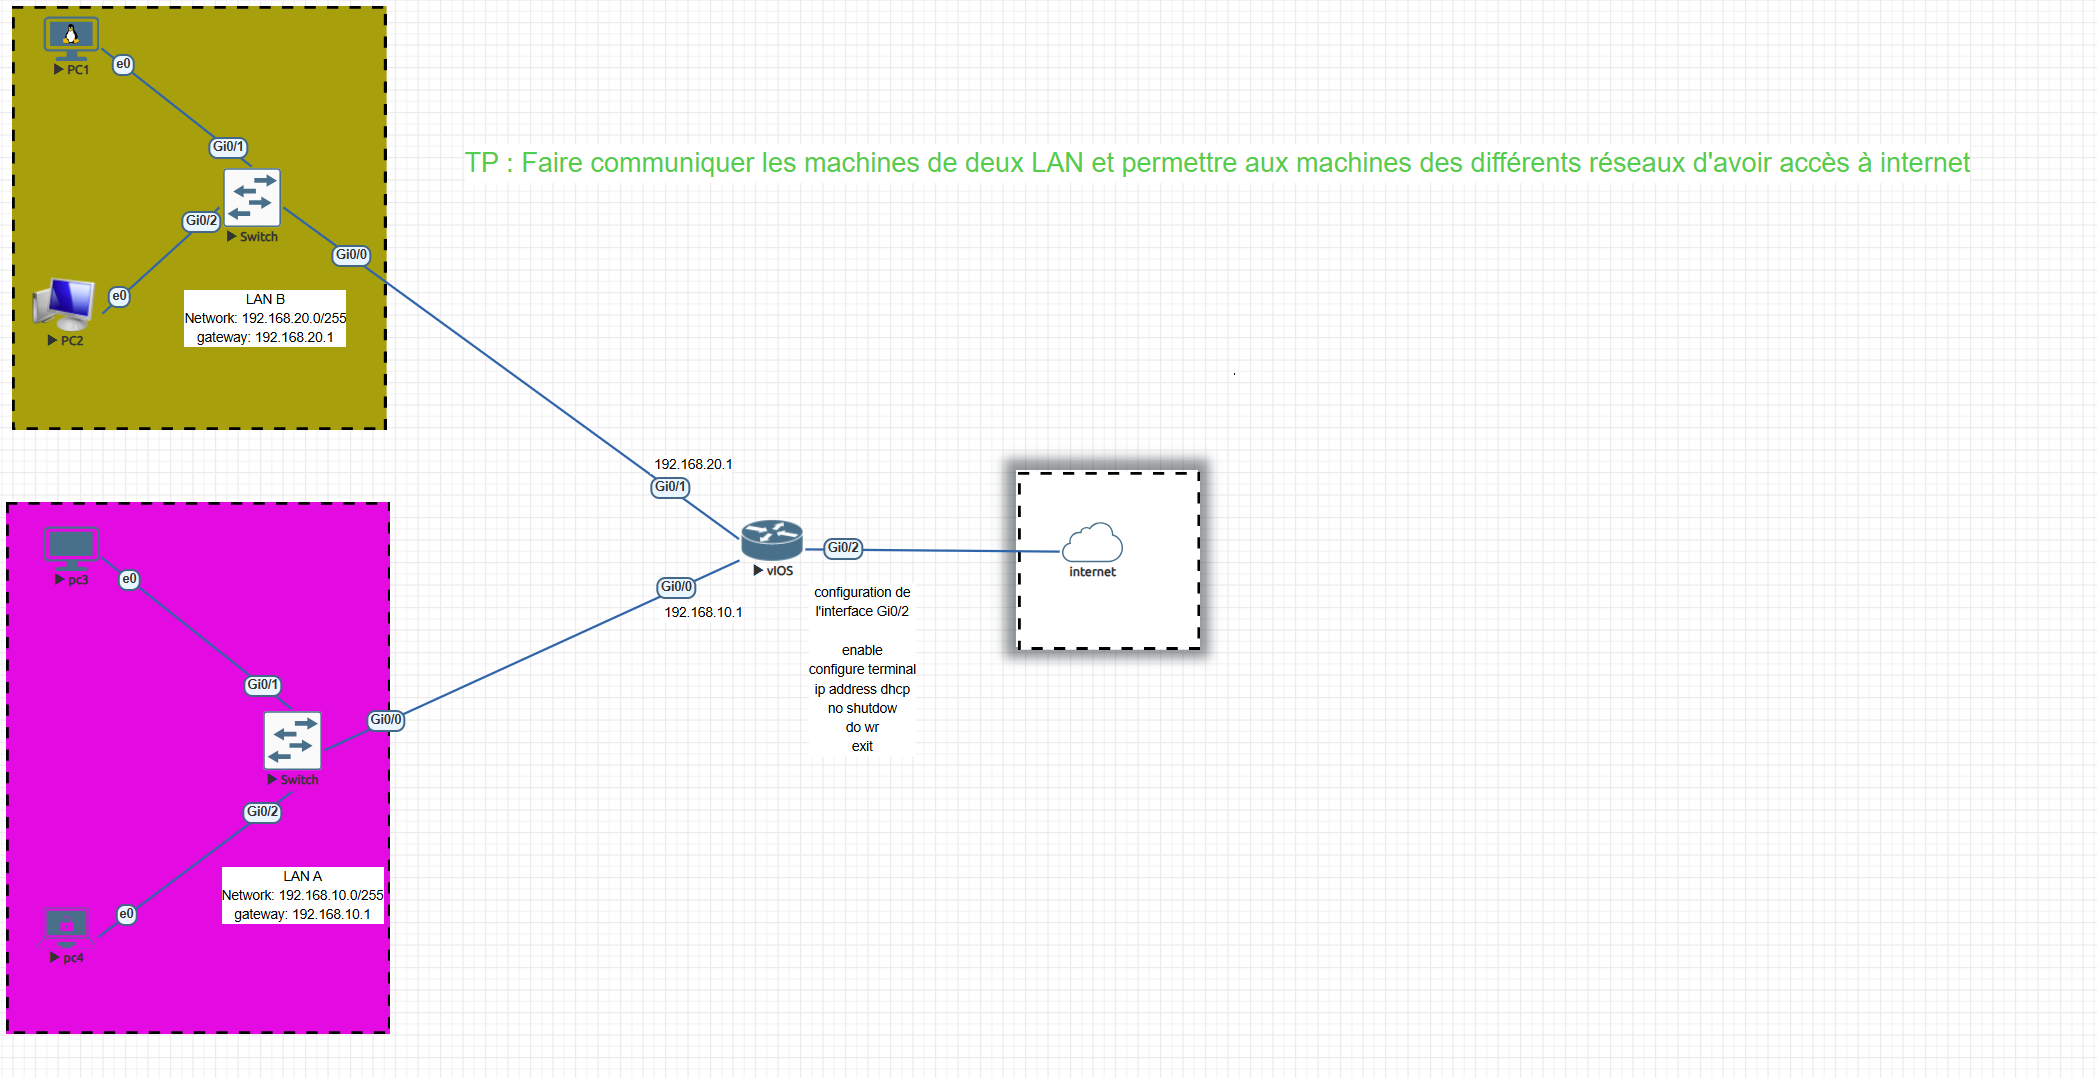 PC1
e0
Gi0/1
TP : Faire communiquer les machines de deux LAN et permettre aux machines des différents réseaux d'avoir accès à internet
Gi0/2
Switch
Gi0/0
e0
PC2
LAN B
Network: 192.168.20.0/255
gateway: 192.168.20.1
192.168.20.1
Gi0/1
vIOS
Gi0/2
internet
Gi0/0
192.168.10.1
configuration de
l'interface Gi0/2
enable
configure terminal
ip address dhcp
no shutdow
do wr
exit
pc3
e0
Gi0/1
Gi0/0
Switch
Gi0/2
LAN A
Network: 192.168.10.0/255
gateway: 192.168.10.1
e0
pc4